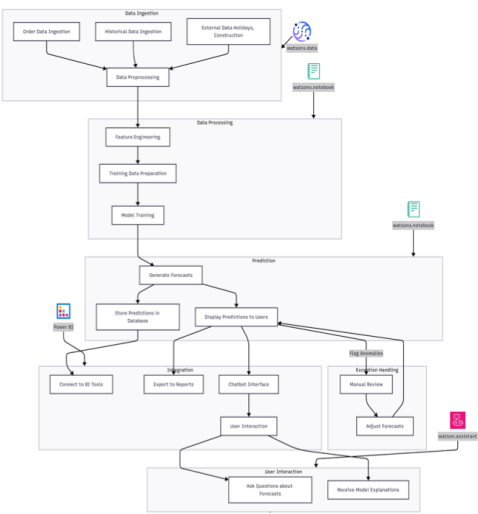 Data Ingestion
Order Data Ingestion
Historical Data Ingestion
External Data Holidays,
Construction
Data Preprocessing
watsonx.data
watsonx.notebook
Data Processing
Feature Engineering
Training Data Preparation
Model Training
watsonx.notebook
Prediction
Generate Forecasts
Store Predictions in
Database
Display Predictions to Users
Power BI
Flag Anomalies
Integration
Connect to BI Tools
Export to Reports
Chatbot Interface
User Interaction
Exception Handling
Manual Review
Adjust Forecasts
watson.assistant
User Interaction
Ask Questions about
Forecasts
Receive Model Explanations